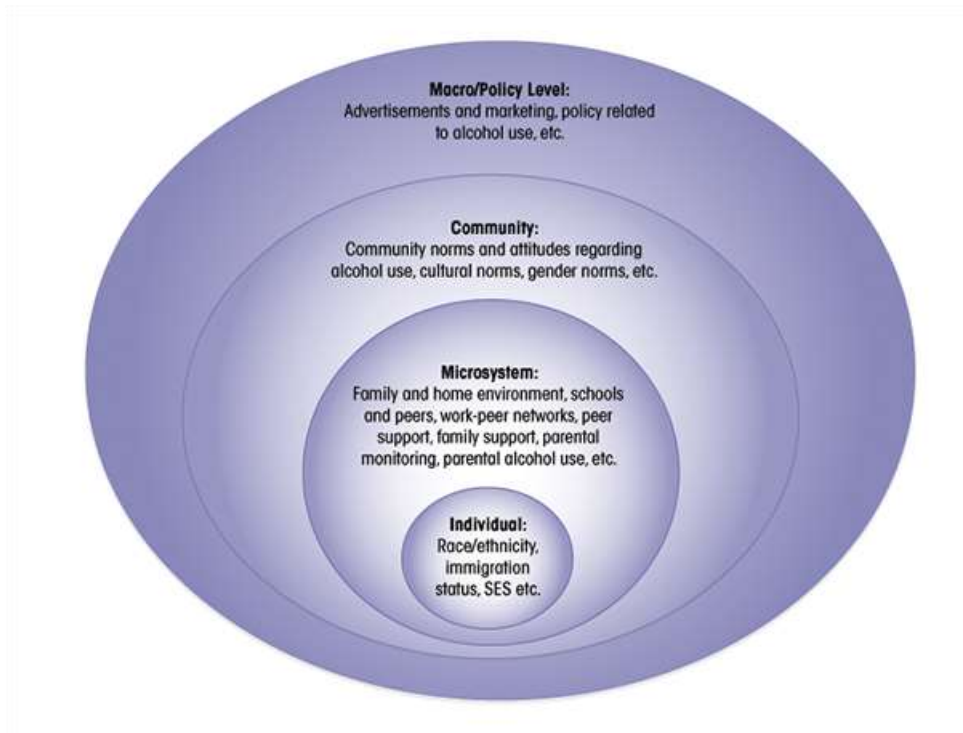 Macro/Policy Level:
Advertisements and marketing, policy related
to alcohol use, etc.
Community:
Community norms and attitudes regarding
alcohol use, cultural norms, gender norms, etc.
Microsystem:
Family and home environment, schools
and peers, work-peer networks, peer
support, family support, parental
monitoring, parental alcohol use, etc.
Individual:
Race/ethnicity,
immigration
status, SES etc.